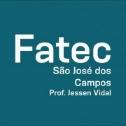 Fatec
São José dos
Campos
Prof. Jessen Vidal